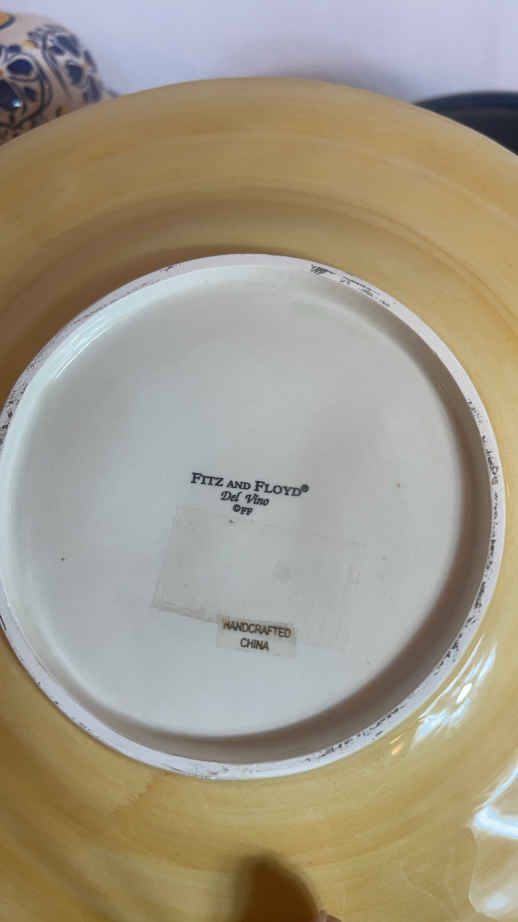 FITZ AND FLOYD®
Del Vino
©FF
HANDCRAFTED
CHINA